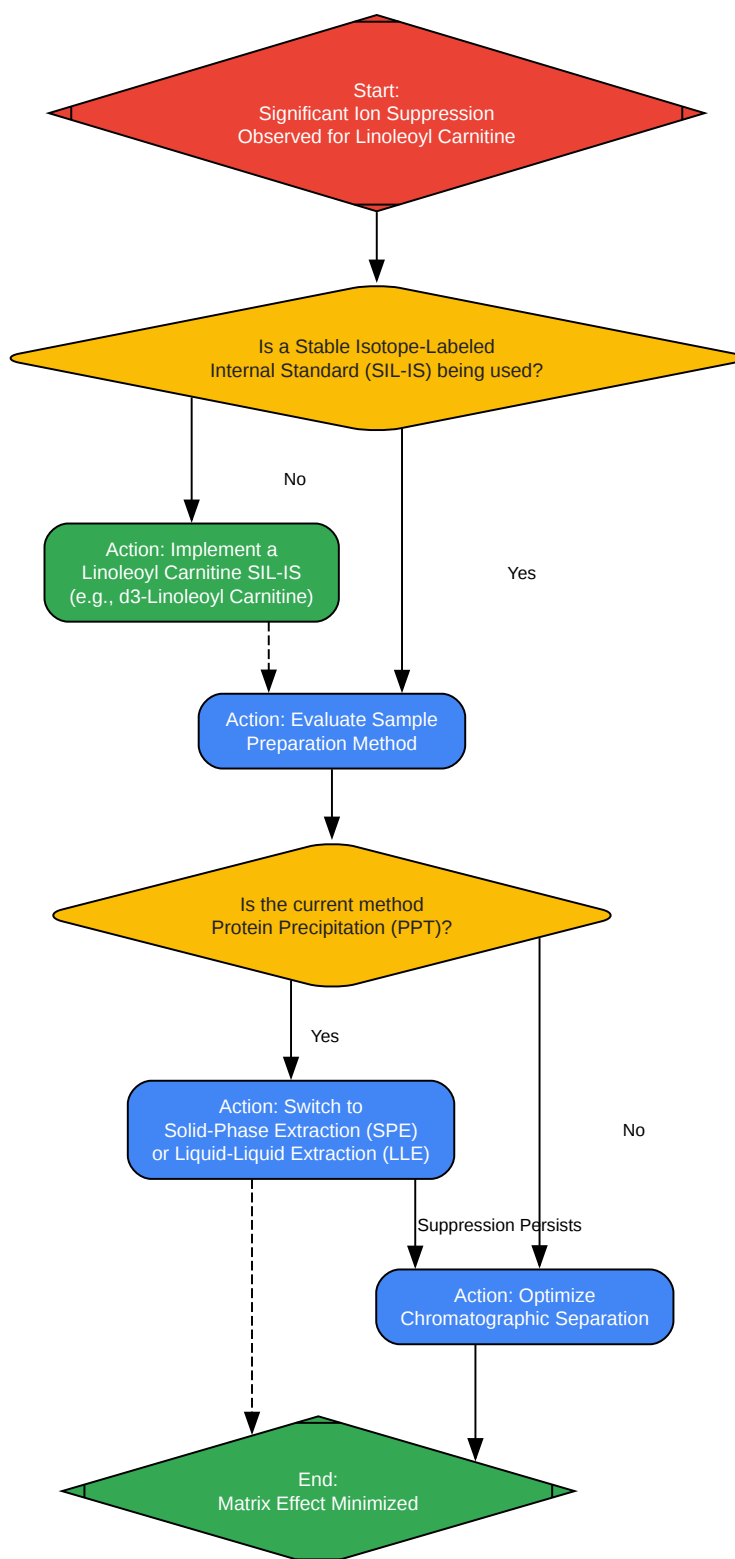 Start:
Significant Ion Suppression
Observed for Linoleoyl Carnitine
Is a Stable Isotope-Labeled
Internal Standard (SIL-IS) being used?
No
Action: Implement a
Linoleoyl Carnitine SIL-IS
(e.g., d3-Linoleoyl Carnitine)
Yes
Action: Evaluate Sample
Preparation Method
Is the current method
Protein Precipitation (PPT)?
Yes
Action: Switch to
Solid-Phase Extraction (SPE)
or Liquid-Liquid Extraction (LLE)
No
Suppression Persists
Action: Optimize
Chromatographic Separation
End:
Matrix Effect Minimized